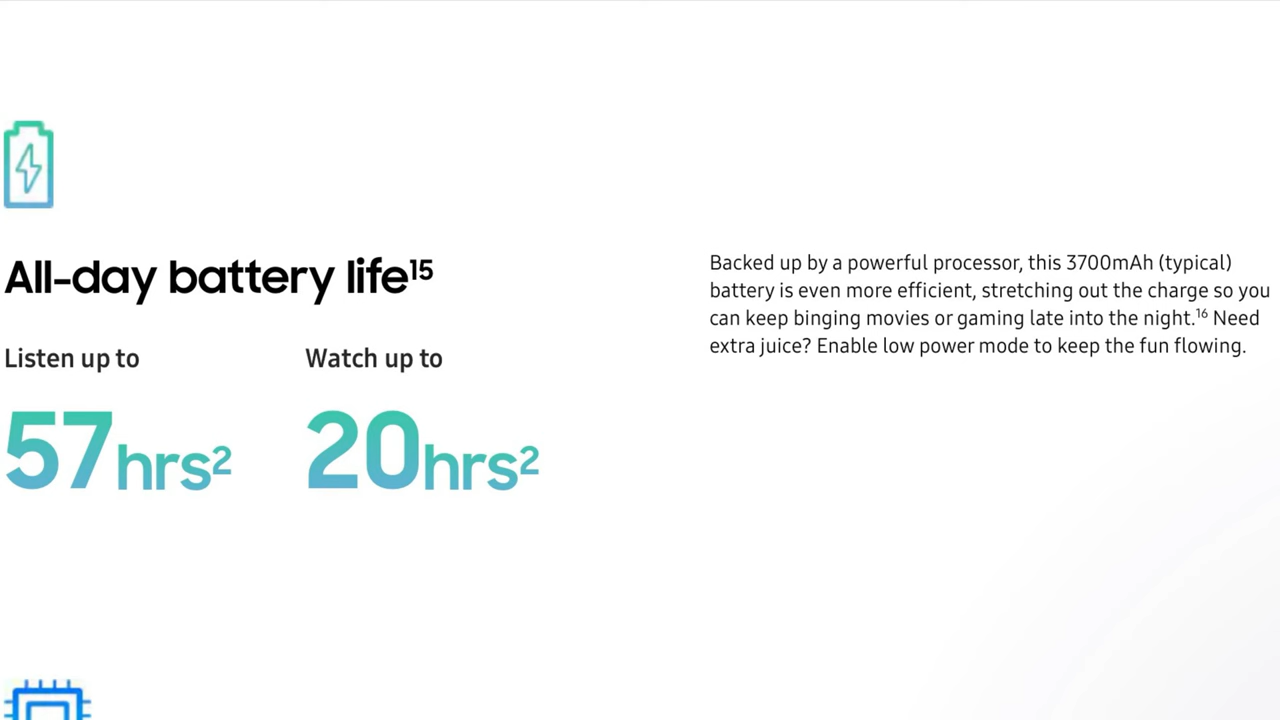 All-day battery life¹⁵
Listen up to
57hrs²
Watch up to
20hrs²
Backed up by a powerful processor, this 3700mAh (typical)
battery is even more efficient, stretching out the charge so you
can keep binging movies or gaming late into the night.¹⁶ Need
extra juice? Enable low power mode to keep the fun flowing.